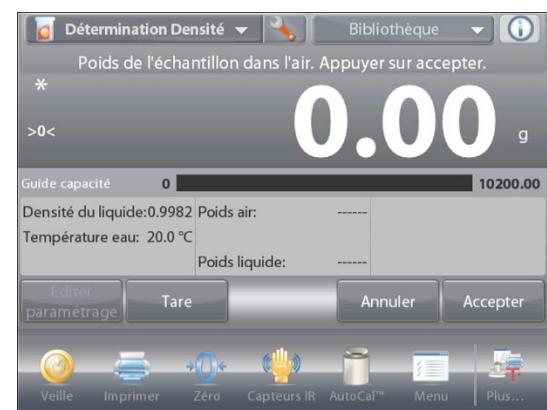 Détermination Densité Bibliothèque
Poids de l'échantillon dans l'air. Appuyer sur accepter.
*
>0<
0.00 g
Guide capacité 0 10200.00
Densité du liquide:0.9982 Poids air: ------
Température eau: 20.0 °C
Poids liquide: ------
Editer paramétrage Tare Annuler Accepter
Veille Imprimer Zéro Capteurs IR AutoCal™ Menu Plus...